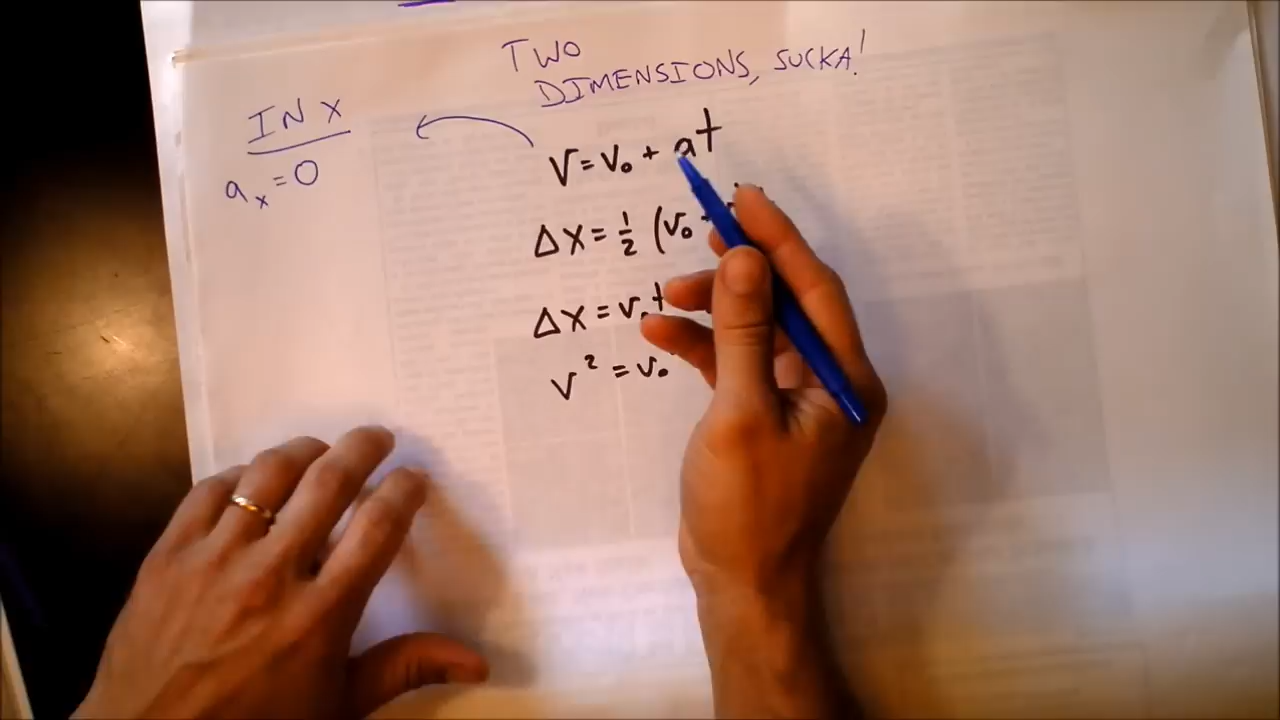 TWO
DIMENSIONS, SUCKA!
IN X
aₓ = 0
V = V₀ + at
Δx = ½ (V₀
Δx = V₀t
V² = V₀